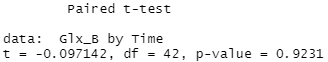 Paired t-test
data: Glx_B by Time
t = -0.097142, df = 42, p-value = 0.9231